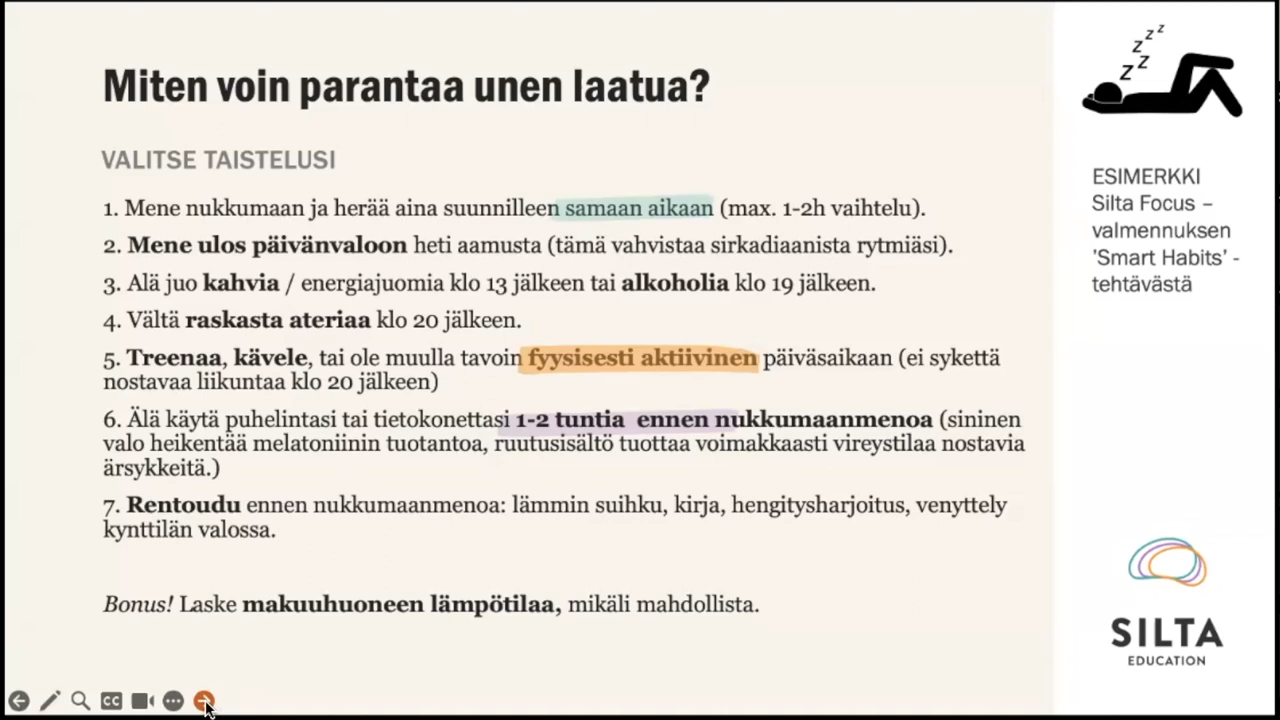 Miten voin parantaa unen laatua?
VALITSE TAISTELUSI
1. Mene nukkumaan ja herää aina suunnilleen samaan aikaan (max. 1-2h vaihtelu).
2. Mene ulos päivänvaloon heti aamusta (tämä vahvistaa sirkadiaanista rytmiäsi).
3. Älä juo kahvia / energiajuomia klo 13 jälkeen tai alkoholia klo 19 jälkeen.
4. Vältä raskasta ateriaa klo 20 jälkeen.
5. Treenaa, kävele, tai ole muulla tavoin fyysisesti aktiivinen päiväsaikaan (ei sykettä
nostavaa liikuntaa klo 20 jälkeen)
6. Älä käytä puhelintasi tai tietokonettasi 1-2 tuntia ennen nukkumaanmenoa (sininen
valo heikentää melatoniinin tuotantoa, ruutusisältö tuottaa voimakkaasti vireystilaa nostavia
ärsykkeitä.)
7. Rentoudu ennen nukkumaanmenoa: lämmin suihku, kirja, hengitysharjoitus, venyttely
kynttilän valossa.
Bonus! Laske makuuhuoneen lämpötilaa, mikäli mahdollista.
z z z z z
ESIMERKKI
Silta Focus –
valmennuksen
'Smart Habits' -
tehtävästä
SILTA
EDUCATION
CC